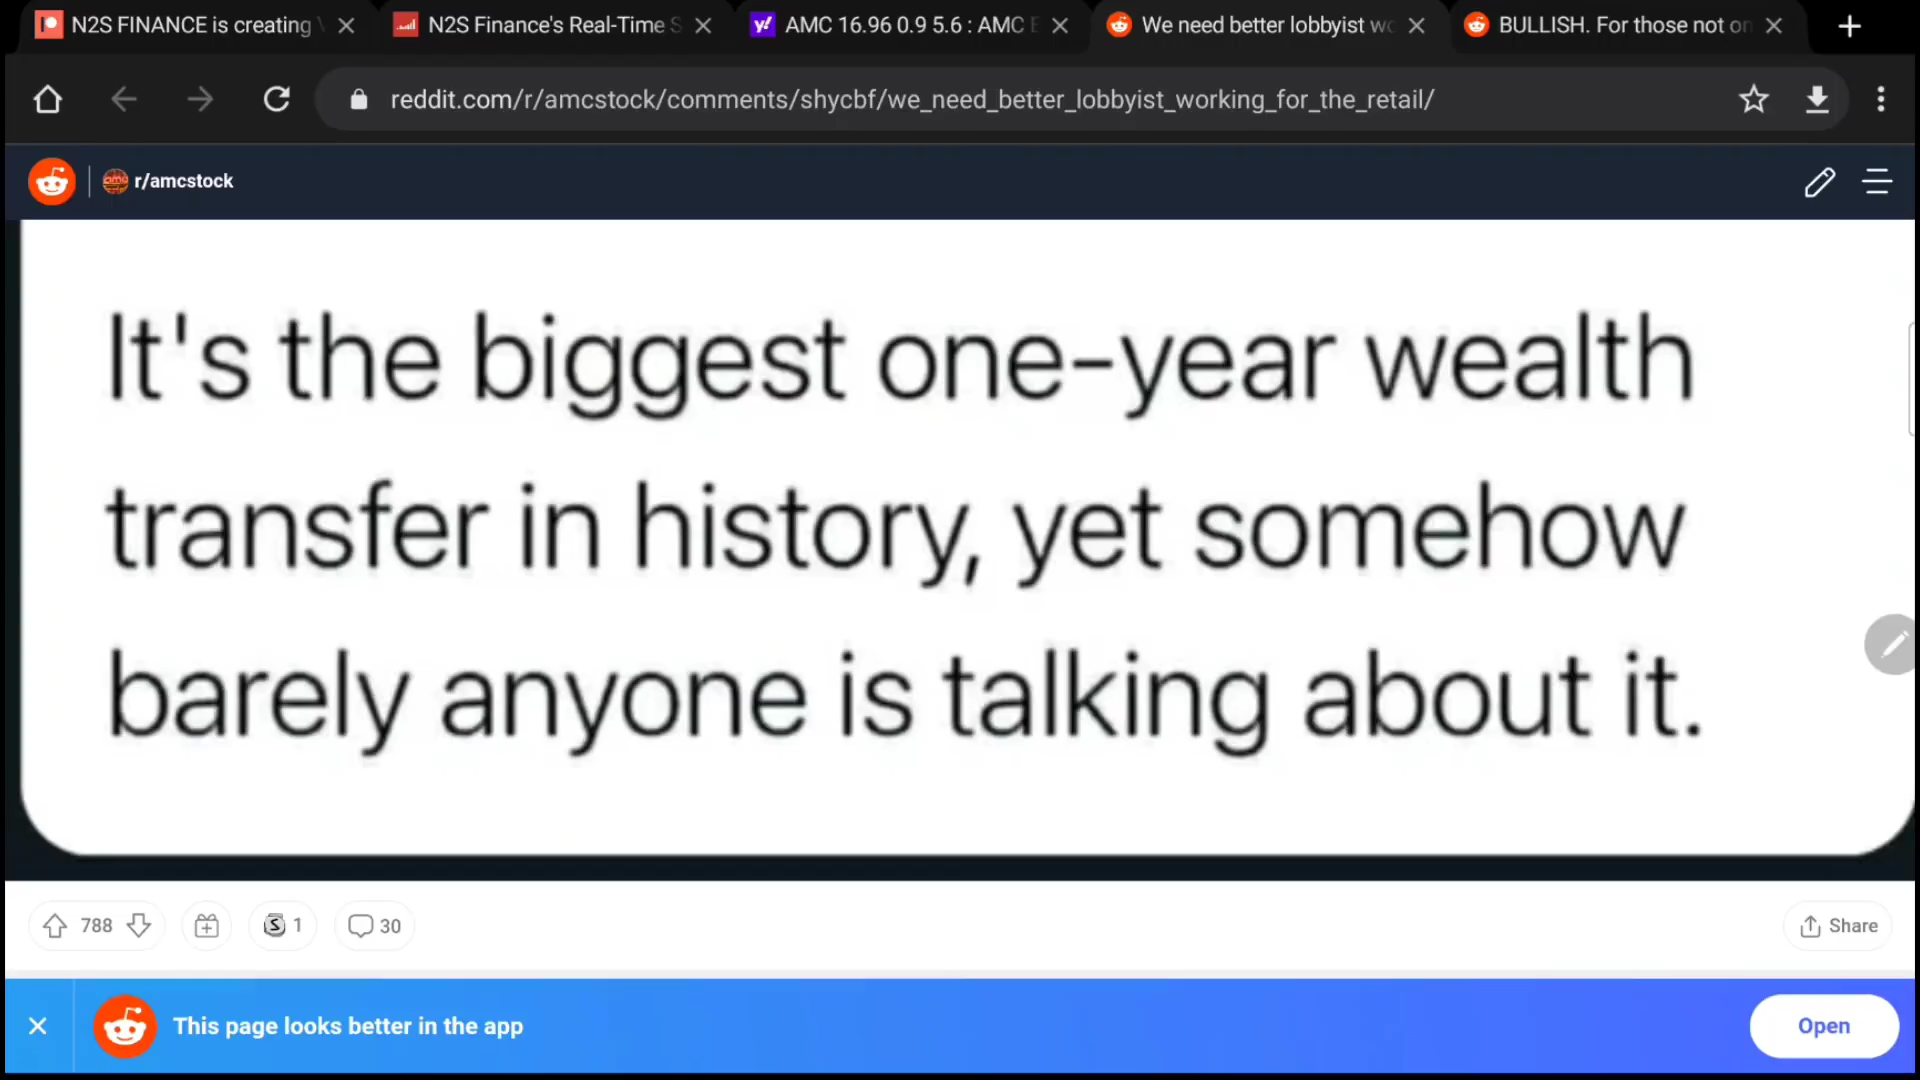 N2S FINANCE is creating
N2S Finance's Real-Time S
AMC 16.96 0.9 5.6 : AMC E
We need better lobbyist wo
BULLISH. For those not on
reddit.com/r/amcstock/comments/shycbf/we_need_better_lobbyist_working_for_the_retail/
r/amcstock
It's the biggest one-year wealth
transfer in history, yet somehow
barely anyone is talking about it.
788
S 1
30
Share
This page looks better in the app
Open